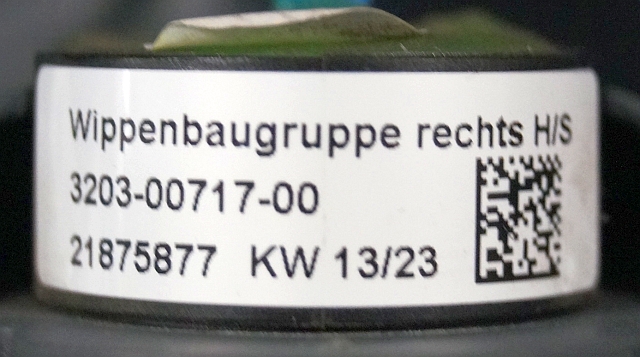 Wippenbaugruppe rechts H/S
3203-00717-00
21875877 KW 13/23